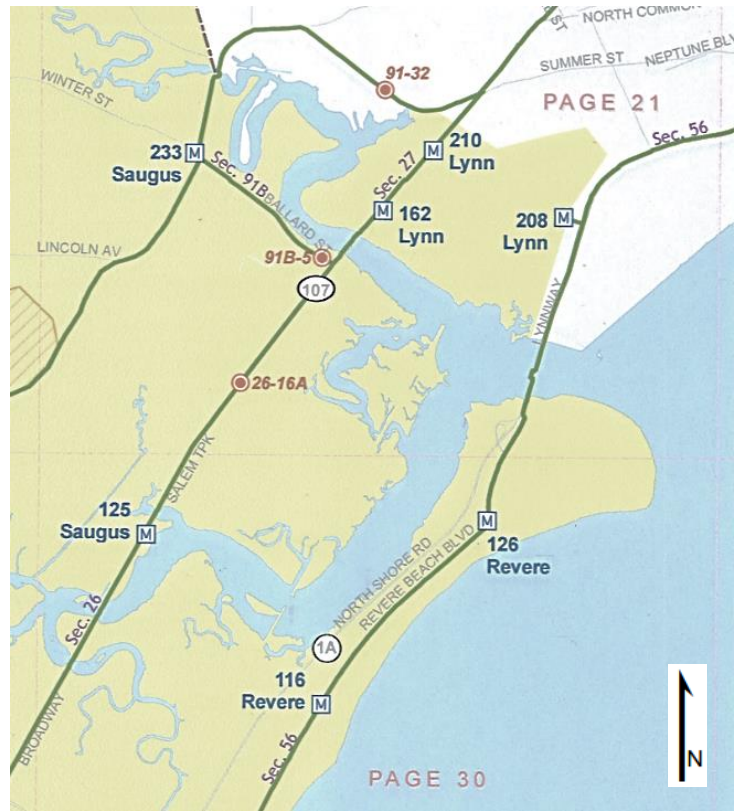 NORTH COMMON
ST
SUMMER ST
NEPTUNE BLV
WINTER ST
91-32
PAGE 21
Sec. 56
210
Lynn
Sec. 27
233
Saugus
Sec. 91B
BALLARD ST
162
Lynn
208
Lynn
LINCOLN AV
91B-5
107
LYNNWAY
26-16A
SALEM TPK
125
Saugus
126
Revere
NORTH SHORE RD
REVERE BEACH BLVD
Sec. 26
1A
116
Revere
BROADWAY
Sec. 56
PAGE 30
N
M
M
M
M
M
M
M